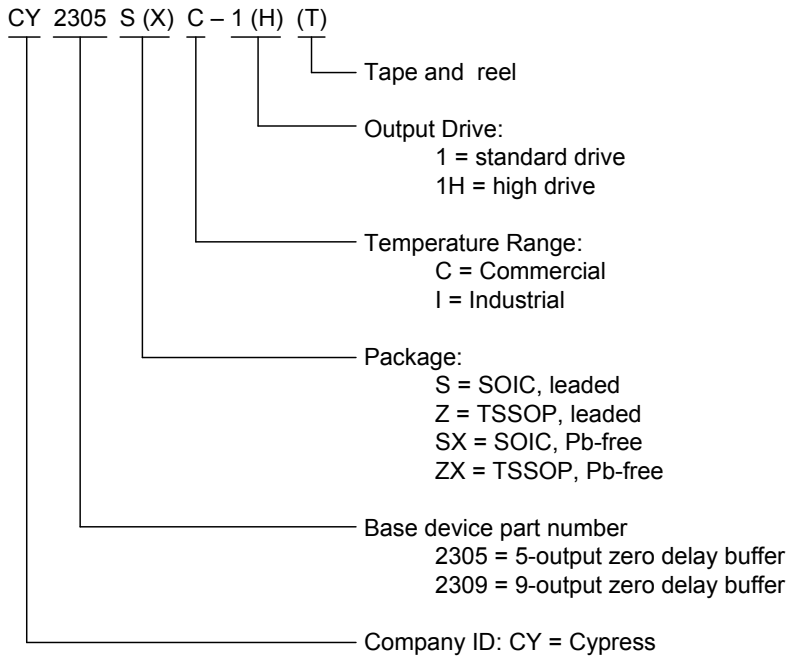 CY 2305 S (X) C – 1 (H) (T)
Tape and reel
Output Drive:
1 = standard drive
1H = high drive
Temperature Range:
C = Commercial
I = Industrial
Package:
S = SOIC, leaded
Z = TSSOP, leaded
SX = SOIC, Pb-free
ZX = TSSOP, Pb-free
Base device part number
2305 = 5-output zero delay buffer
2309 = 9-output zero delay buffer
Company ID: CY = Cypress